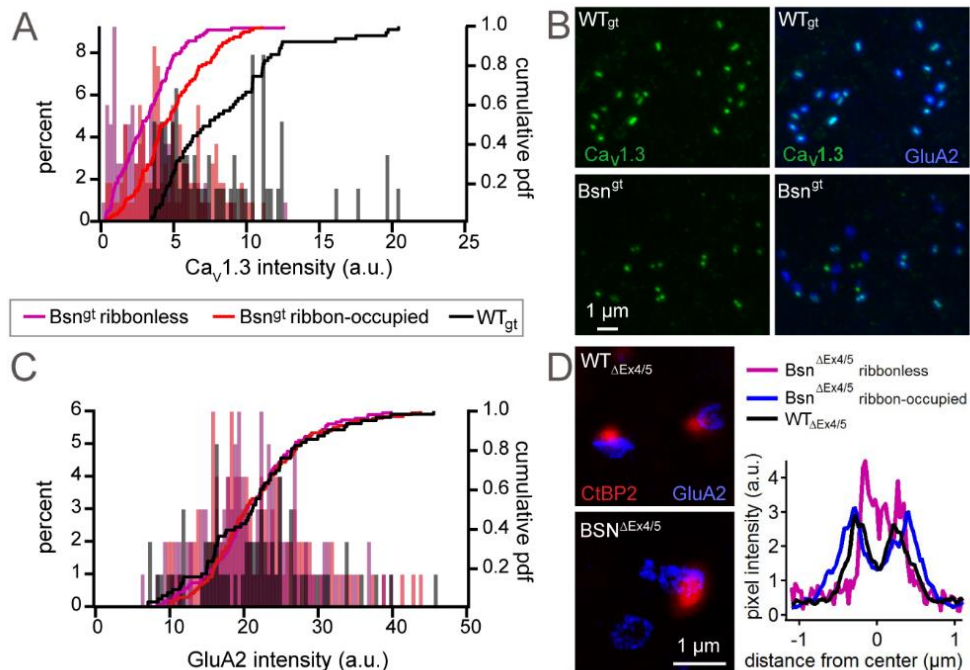 A
percent
8
6
4
2
0
1.0
0.8
0.6
0.4
0.2
cumulative pdf
0 5 10 15 20 25
CaV1.3 intensity (a.u.)
Bsngt ribbonless Bsngt ribbon-occupied WTgt
B
WTgt
CaV1.3
CaV1.3 GluA2
Bsngt
1 µm
C
percent
6
5
4
3
2
1
0
1.0
0.8
0.6
0.4
0.2
cumulative pdf
0 10 20 30 40 50
GluA2 intensity (a.u.)
D
WTΔEx4/5
CtBP2 GluA2
BSNΔEx4/5
1 µm
BsnΔEx4/5 ribbonless
BsnΔEx4/5 ribbon-occupied
WTΔEx4/5
pixel intensity (a.u.)
4
3
2
1
0
-1 0 1
distance from center (µm)